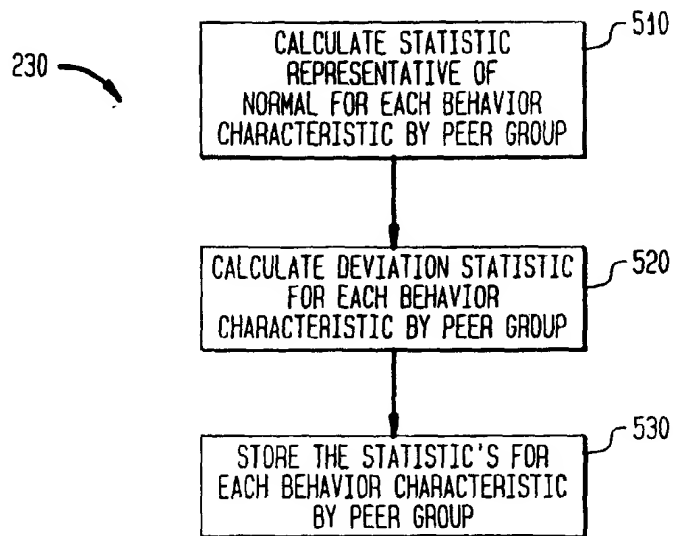 230
510
CALCULATE STATISTIC
REPRESENTATIVE OF
NORMAL FOR EACH BEHAVIOR
CHARACTERISTIC BY PEER GROUP
520
CALCULATE DEVIATION STATISTIC
FOR EACH BEHAVIOR
CHARACTERISTIC BY PEER GROUP
530
STORE THE STATISTIC'S FOR
EACH BEHAVIOR CHARACTERISTIC
BY PEER GROUP